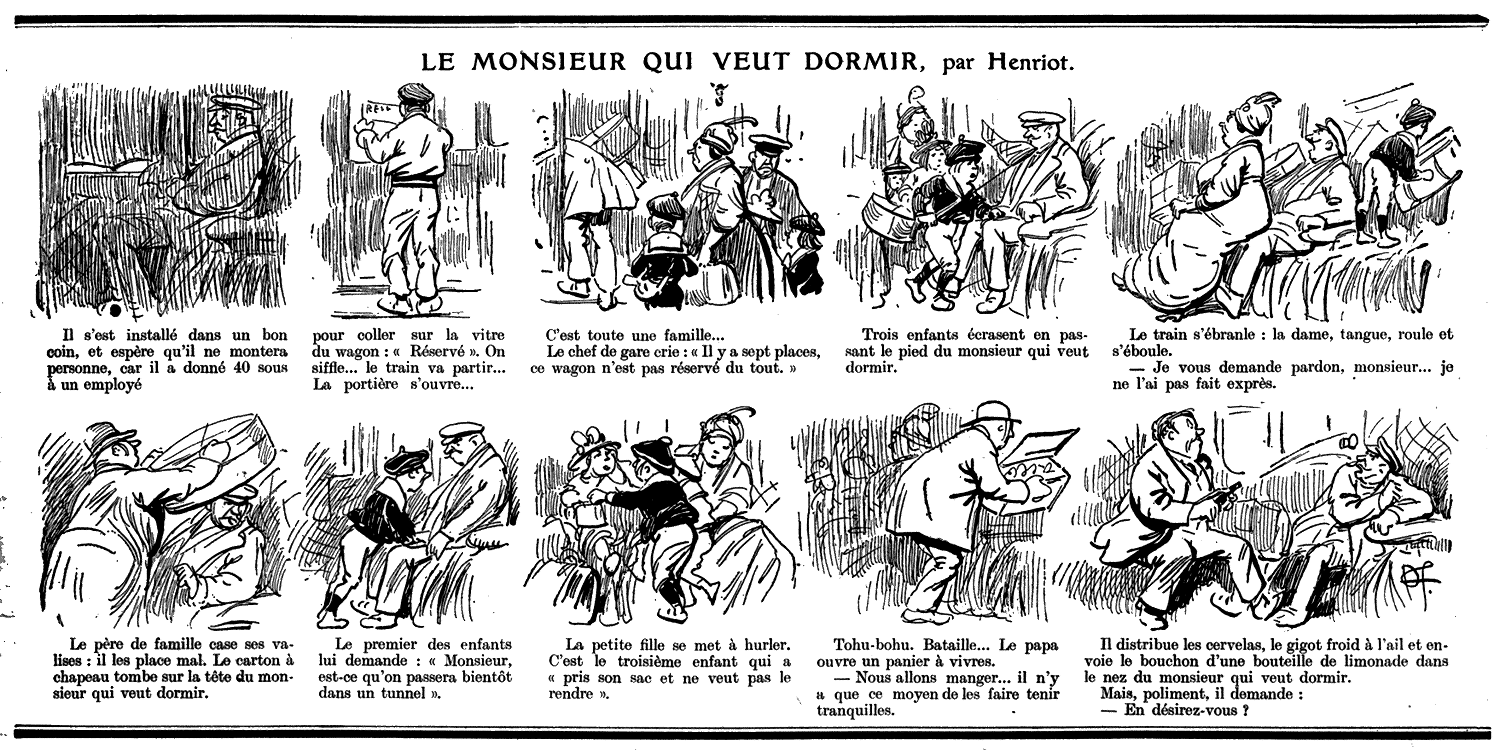 LE MONSIEUR QUI VEUT DORMIR, par Henriot.
Il s'est installé dans un bon
coin, et espère qu'il ne montera
personne, car il a donné 40 sous
à un employé
pour coller sur la vitre
du wagon : « Réservé ». On
siffle... le train va partir...
La portière s'ouvre...
C'est toute une famille...
Le chef de gare crie : « Il y a sept places,
ce wagon n'est pas réservé du tout. »
Trois enfants écrasent en pas-
sant le pied du monsieur qui veut
dormir.
Le train s'ébranle : la dame, tangue, roule et
s'éboule.
— Je vous demande pardon, monsieur... je
ne l'ai pas fait exprès.
Le père de famille case ses va-
lises : il les place mal. Le carton à
chapeau tombe sur la tête du mon-
sieur qui veut dormir.
Le premier des enfants
lui demande : « Monsieur,
est-ce qu'on passera bientôt
dans un tunnel ».
La petite fille se met à hurler.
C'est le troisième enfant qui a
« pris son sac et ne veut pas le
rendre ».
Tohu-bohu. Bataille... Le papa
ouvre un panier à vivres.
— Nous allons manger... il n'y
a que ce moyen de les faire tenir
tranquilles.
Il distribue les cervelas, le gigot froid à l'ail et en-
voie le bouchon d'une bouteille de limonade dans
le nez du monsieur qui veut dormir.
Mais, poliment, il demande :
— En désirez-vous ?